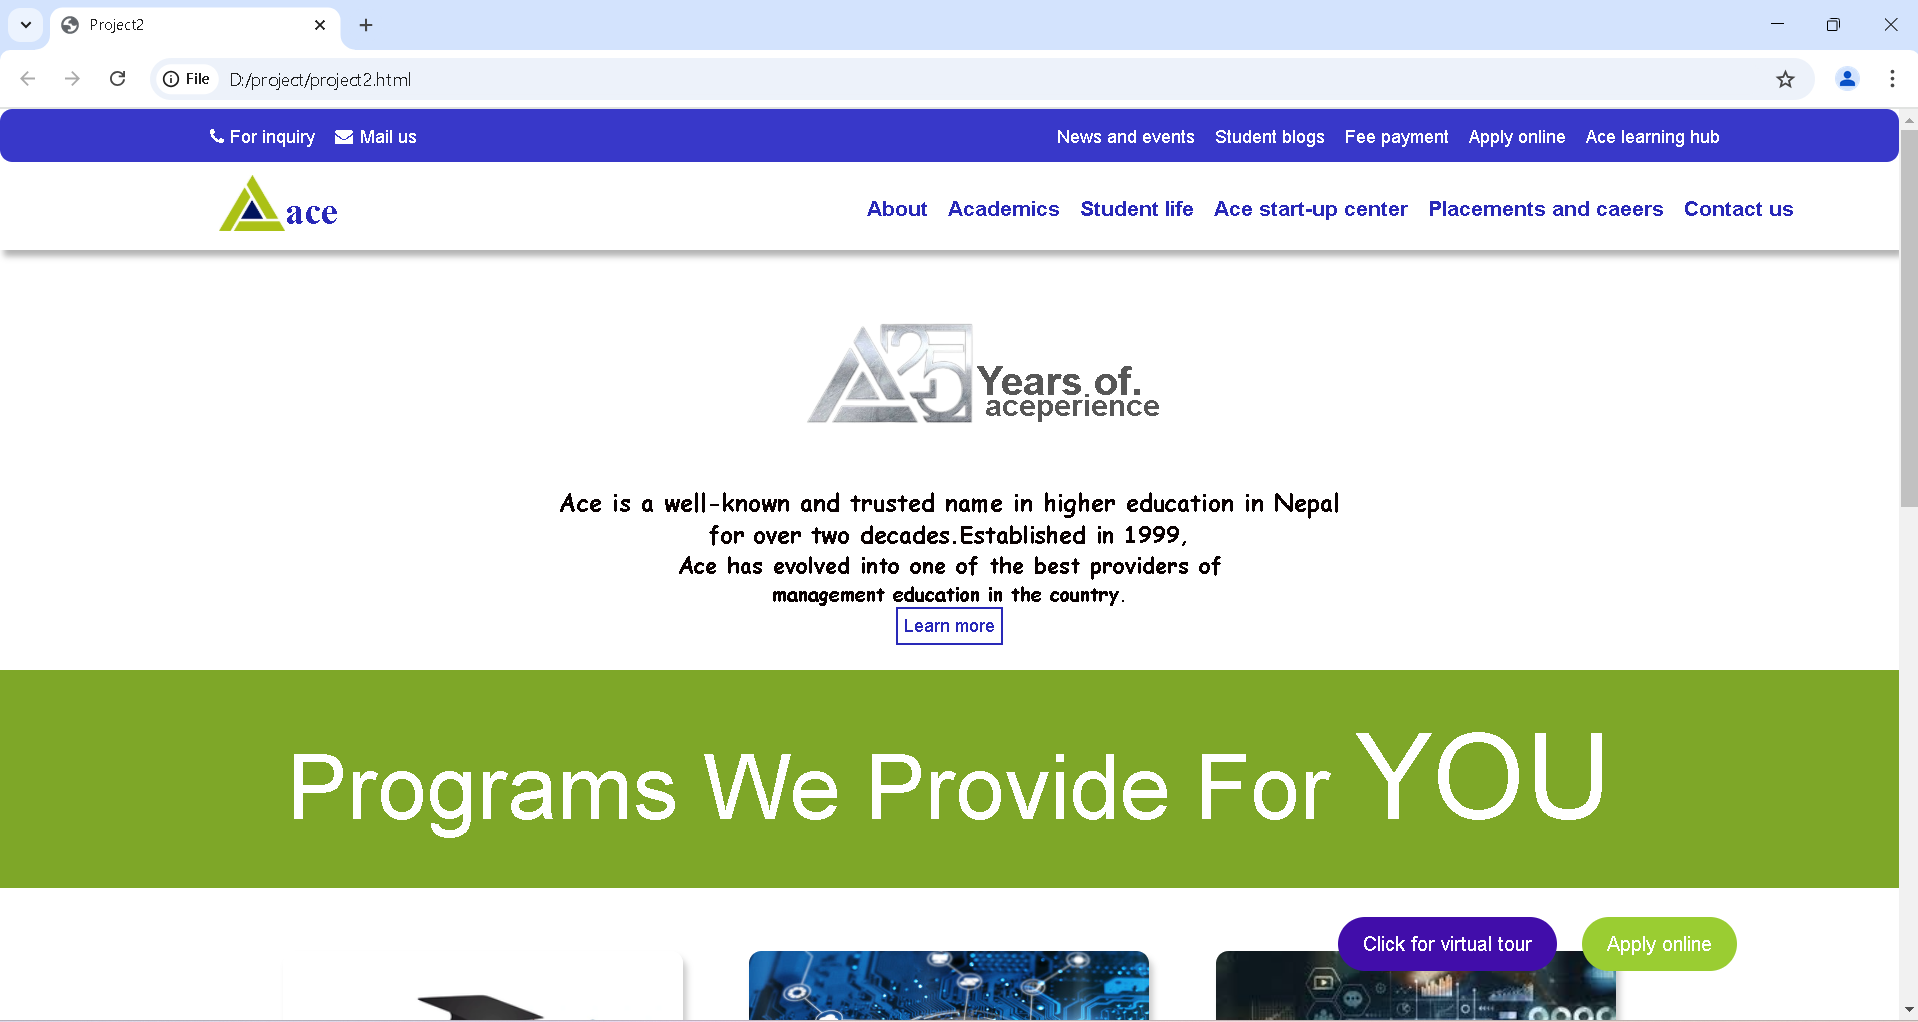 Project2
File D:/project/project2.html
For inquiry Mail us News and events Student blogs Fee payment Apply online Ace learning hub
ace About Academics Student life Ace start-up center Placements and caeers Contact us
A25 Years of.
aceperience
Ace is a well-known and trusted name in higher education in Nepal
for over two decades.Established in 1999,
Ace has evolved into one of the best providers of
management education in the country.
Learn more
Programs We Provide For YOU
Click for virtual tour Apply online